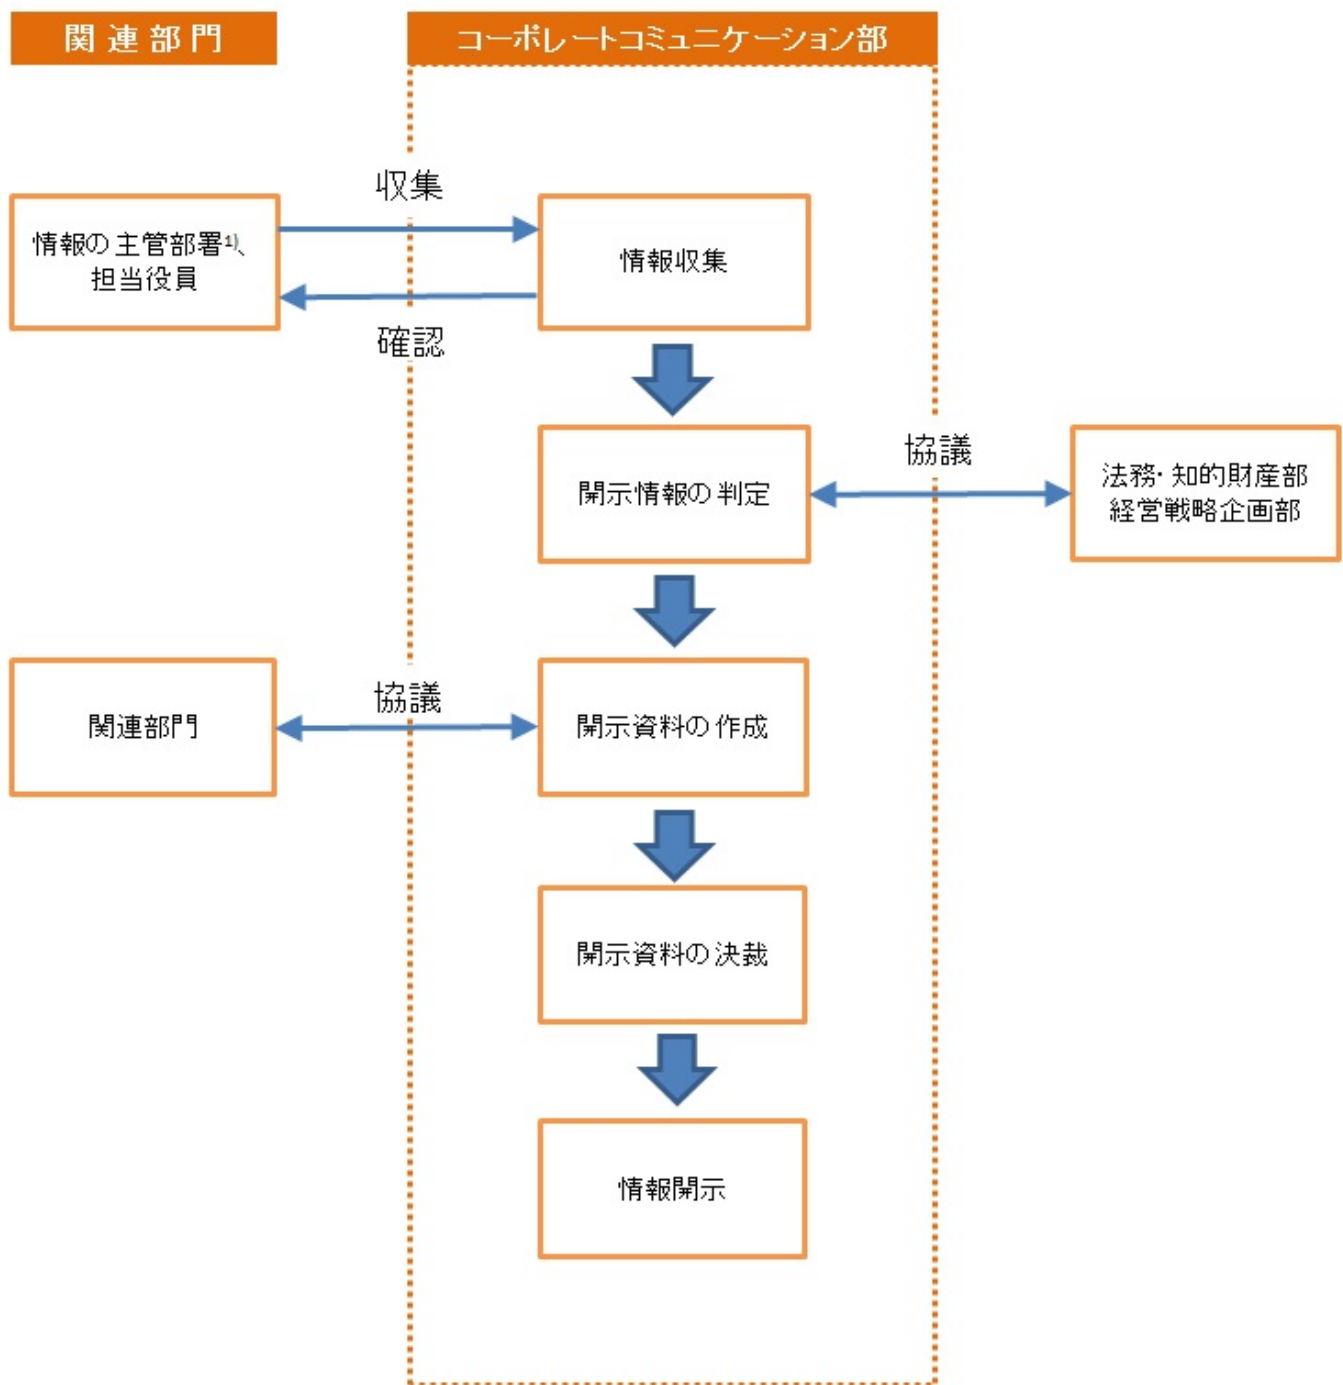 関連部門
コーポレートコミュニケーション部
収集
情報の主管部署1)、
担当役員
情報収集
確認
開示情報の判定
協議
法務・知的財産部
経営戦略企画部
関連部門
協議
開示資料の作成
開示資料の決裁
情報開示